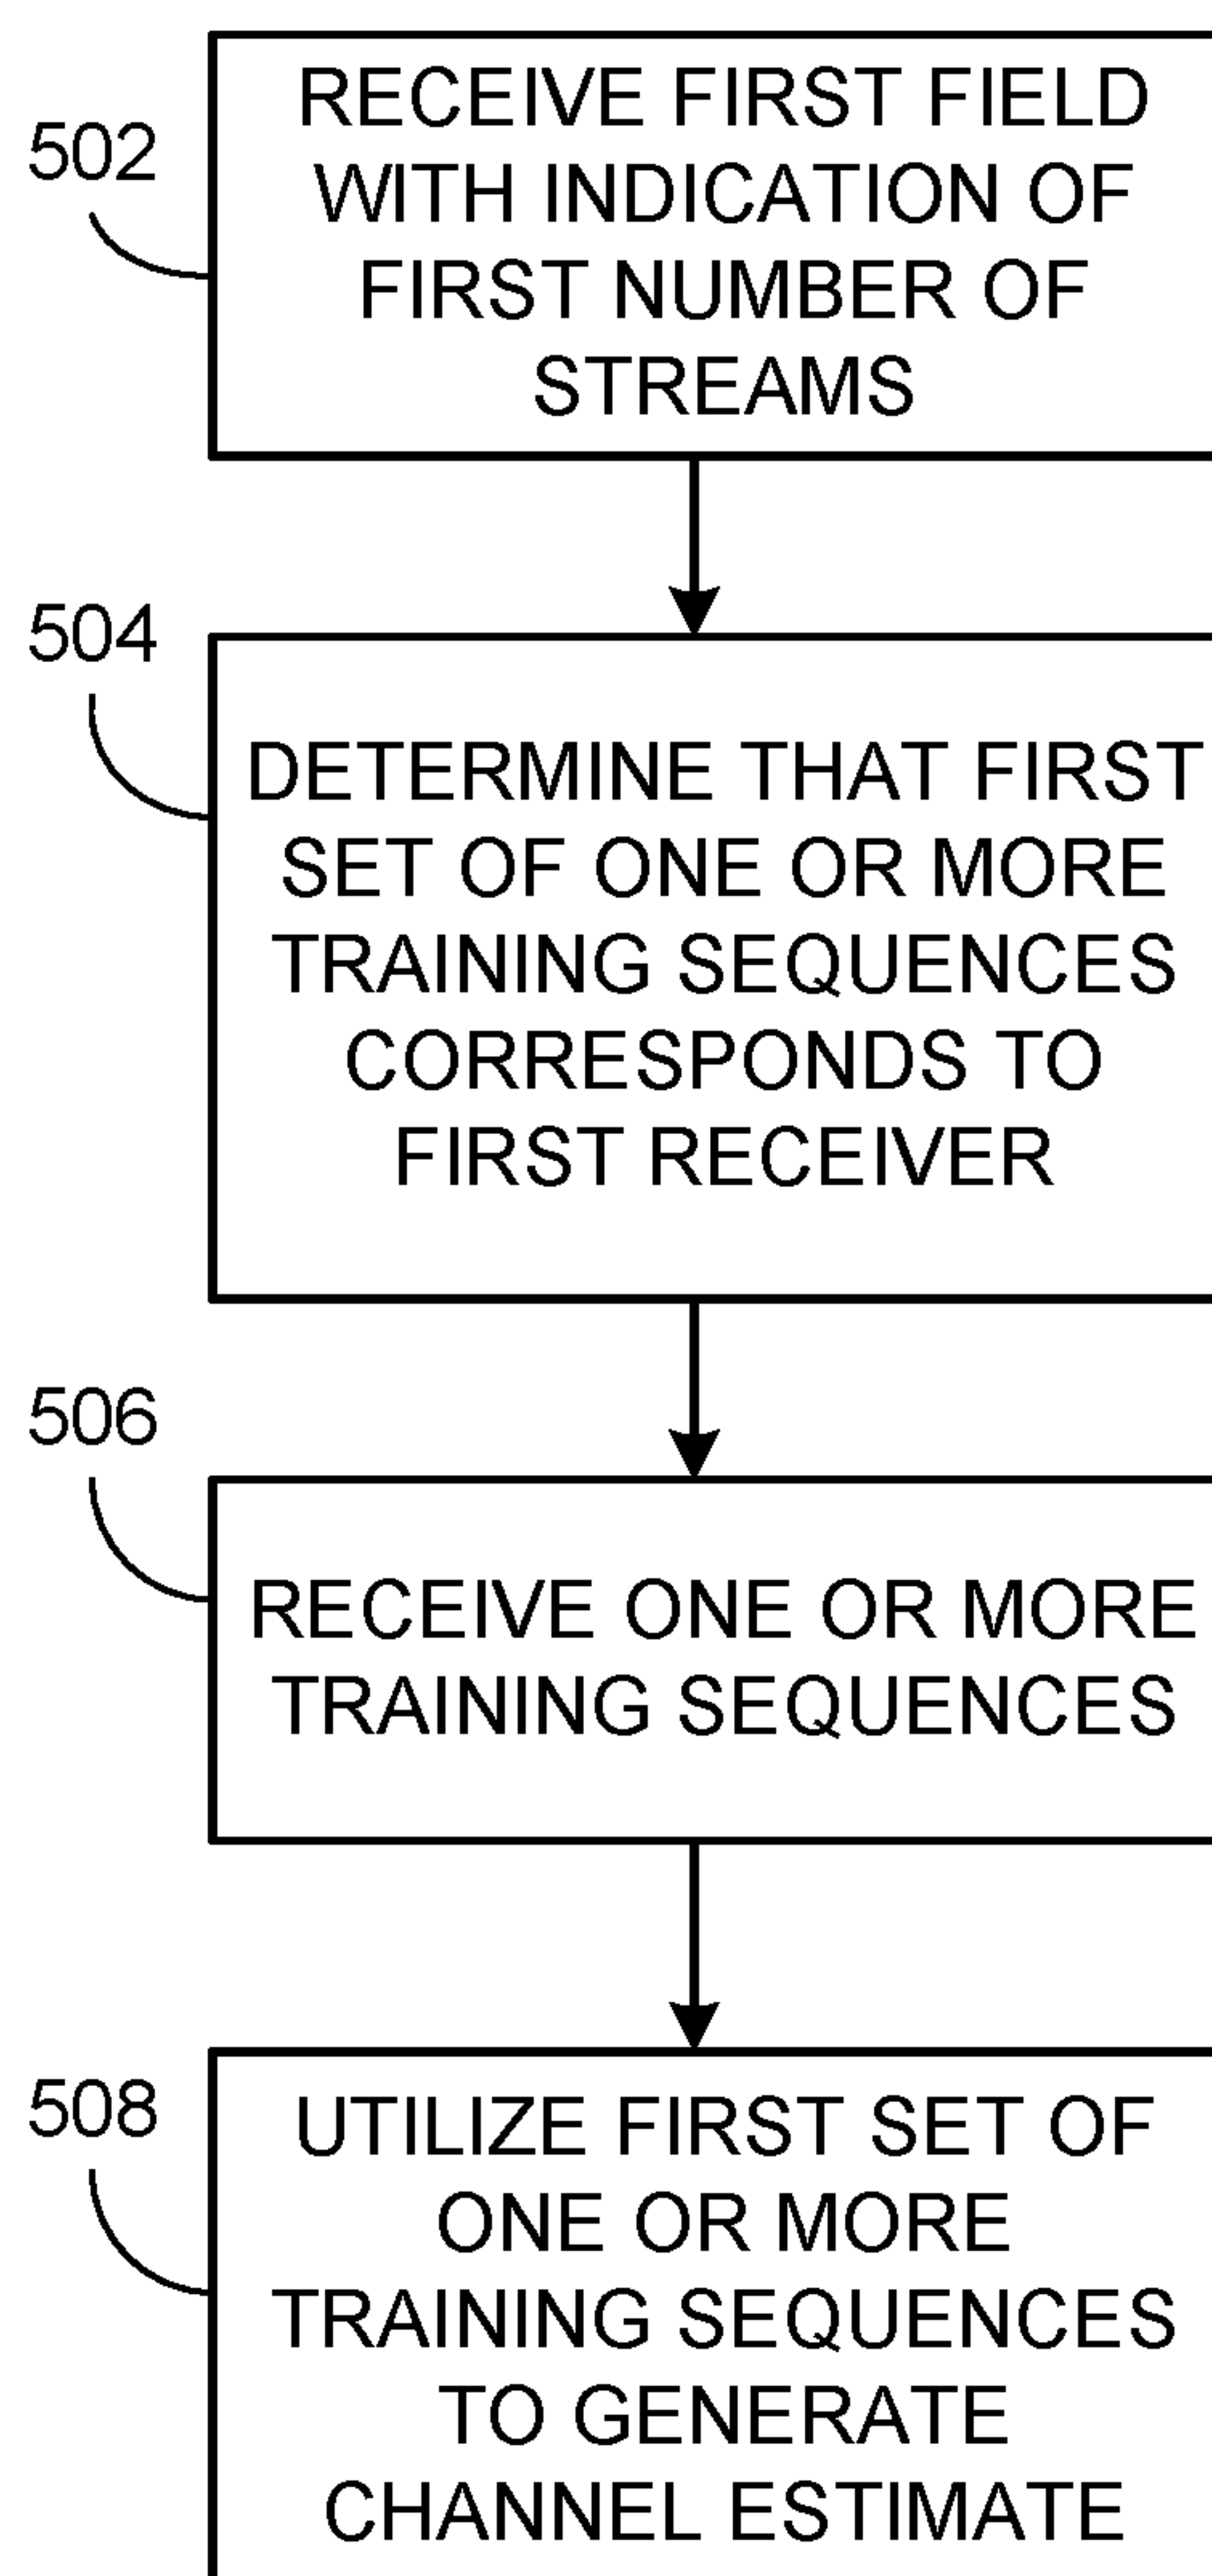 502
RECEIVE FIRST FIELD
WITH INDICATION OF
FIRST NUMBER OF
STREAMS
504
DETERMINE THAT FIRST
SET OF ONE OR MORE
TRAINING SEQUENCES
CORRESPONDS TO
FIRST RECEIVER
506
RECEIVE ONE OR MORE
TRAINING SEQUENCES
508
UTILIZE FIRST SET OF
ONE OR MORE
TRAINING SEQUENCES
TO GENERATE
CHANNEL ESTIMATE